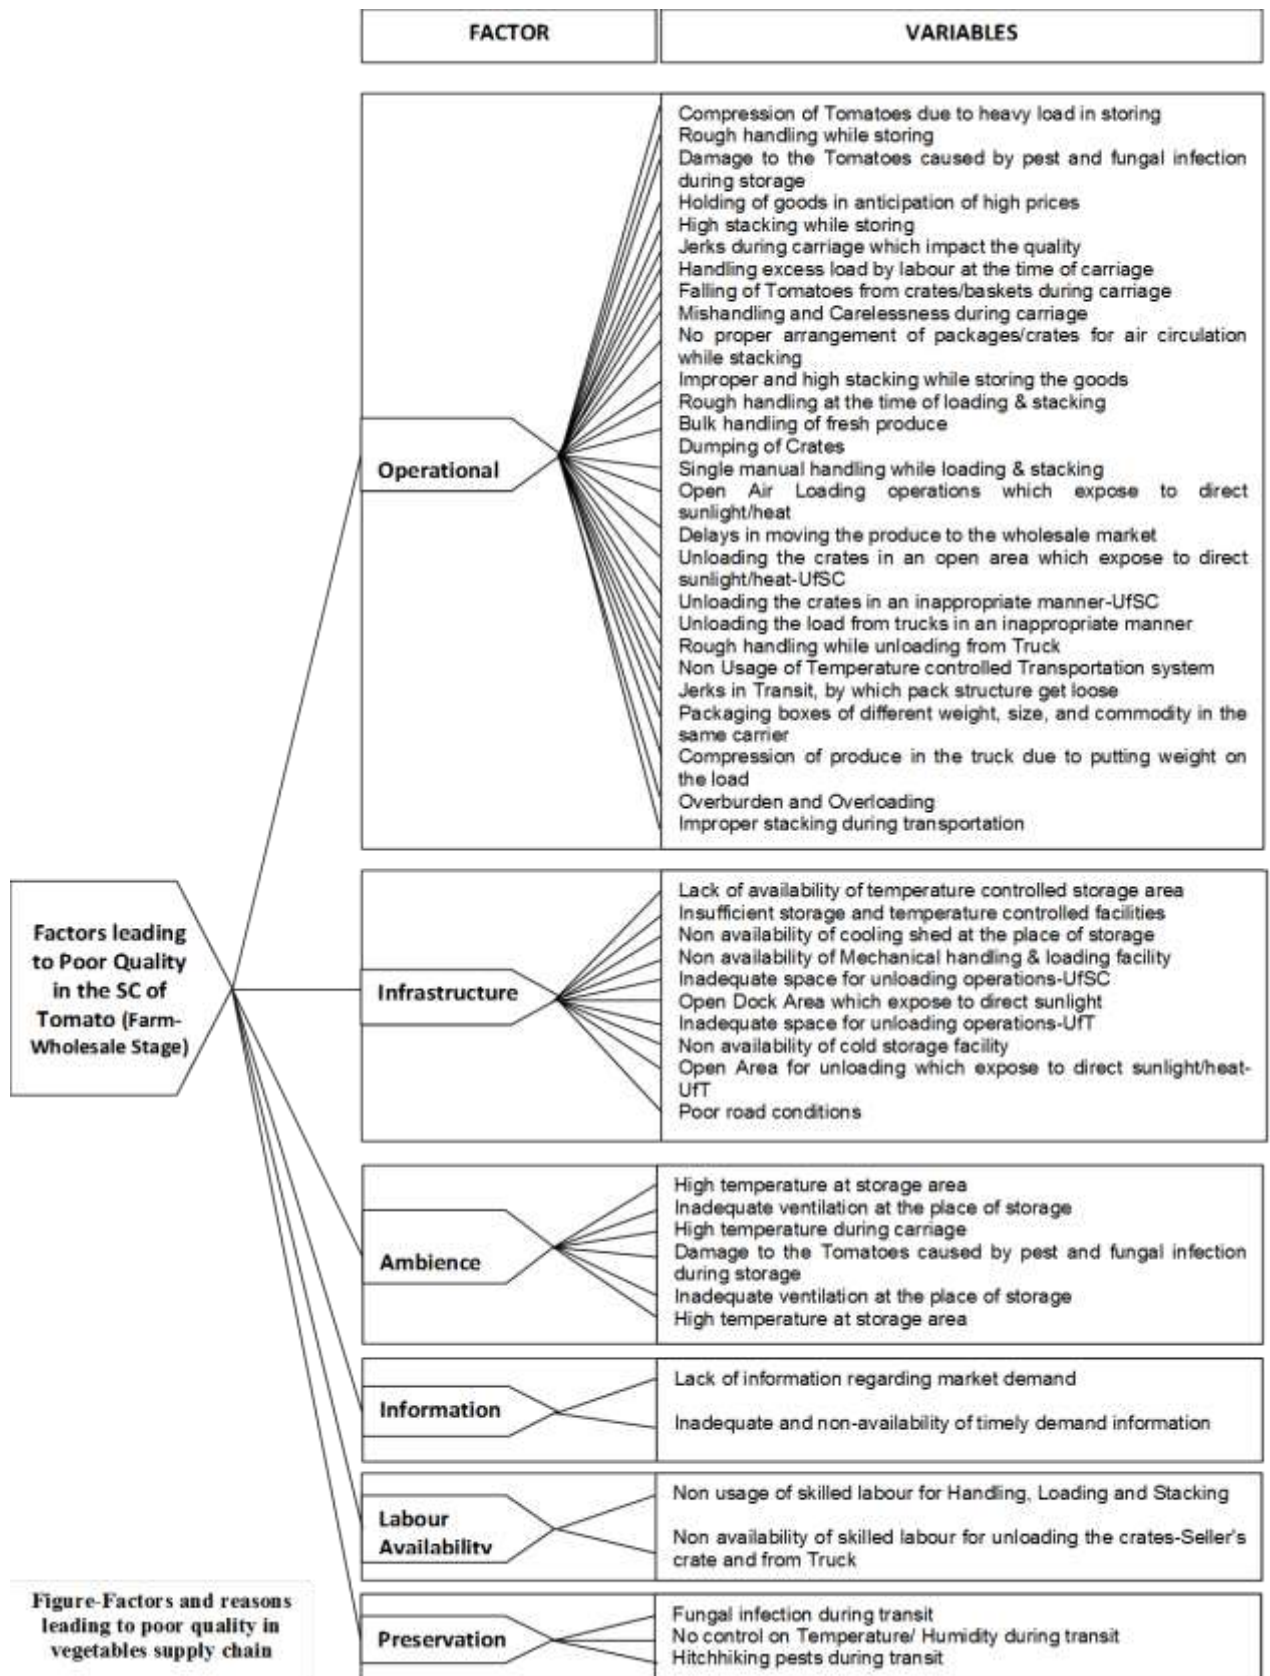 FACTOR
VARIABLES
Operational
Compression of Tomatoes due to heavy load in storing
Rough handling while storing
Damage to the Tomatoes caused by pest and fungal infection
during storage
Holding of goods in anticipation of high prices
High stacking while storing
Jerks during carriage which impact the quality
Handling excess load by labour at the time of carriage
Falling of Tomatoes from crates/baskets during carriage
Mishandling and Carelessness during carriage
No proper arrangement of packages/crates for air circulation
while stacking
Improper and high stacking while storing the goods
Rough handling at the time of loading & stacking
Bulk handling of fresh produce
Dumping of Crates
Single manual handling while loading & stacking
Open Air Loading operations which expose to direct
sunlight/heat
Delays in moving the produce to the wholesale market
Unloading the crates in an open area which expose to direct
sunlight/heat-UfSC
Unloading the crates in an inappropriate manner-UfSC
Unloading the load from trucks in an inappropriate manner
Rough handling while unloading from Truck
Non Usage of Temperature controlled Transportation system
Jerks in Transit, by which pack structure get loose
Packaging boxes of different weight, size, and commodity in the
same carrier
Compression of produce in the truck due to putting weight on
the load
Overburden and Overloading
Improper stacking during transportation
Factors leading
to Poor Quality
in the SC of
Tomato (Farm-
Wholesale Stage)
Infrastructure
Lack of availability of temperature controlled storage area
Insufficient storage and temperature controlled facilities
Non availability of cooling shed at the place of storage
Non availability of Mechanical handling & loading facility
Inadequate space for unloading operations-UfSC
Open Dock Area which expose to direct sunlight
Inadequate space for unloading operations-UfT
Non availability of cold storage facility
Open Area for unloading which expose to direct sunlight/heat-
UfT
Poor road conditions
Ambience
High temperature at storage area
Inadequate ventilation at the place of storage
High temperature during carriage
Damage to the Tomatoes caused by pest and fungal infection
during storage
Inadequate ventilation at the place of storage
High temperature at storage area
Information
Lack of information regarding market demand
Inadequate and non-availability of timely demand information
Labour
Availability
Non usage of skilled labour for Handling, Loading and Stacking
Non availability of skilled labour for unloading the crates-Seller's
crate and from Truck
Preservation
Fungal infection during transit
No control on Temperature/ Humidity during transit
Hitchhiking pests during transit
Figure-Factors and reasons
leading to poor quality in
vegetables supply chain